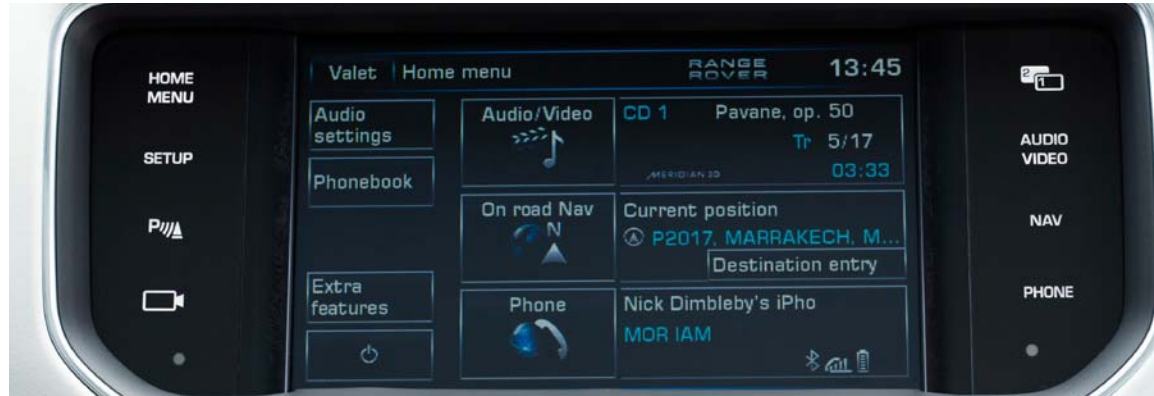 HOME
MENU
SETUP
P
Valet
Home menu
RANGE
ROVER
13:45
Audio
settings
Phonebook
Extra
features
Audio/Video
CD 1
Pavane, op. 50
Tr 5/17
MERIDIAN 3D
03:33
On road Nav
N
Current position
P2017, MARRAKECH, M...
Destination entry
Phone
Nick Dimbleby's iPho
MOR IAM
2
1
AUDIO
VIDEO
NAV
PHONE